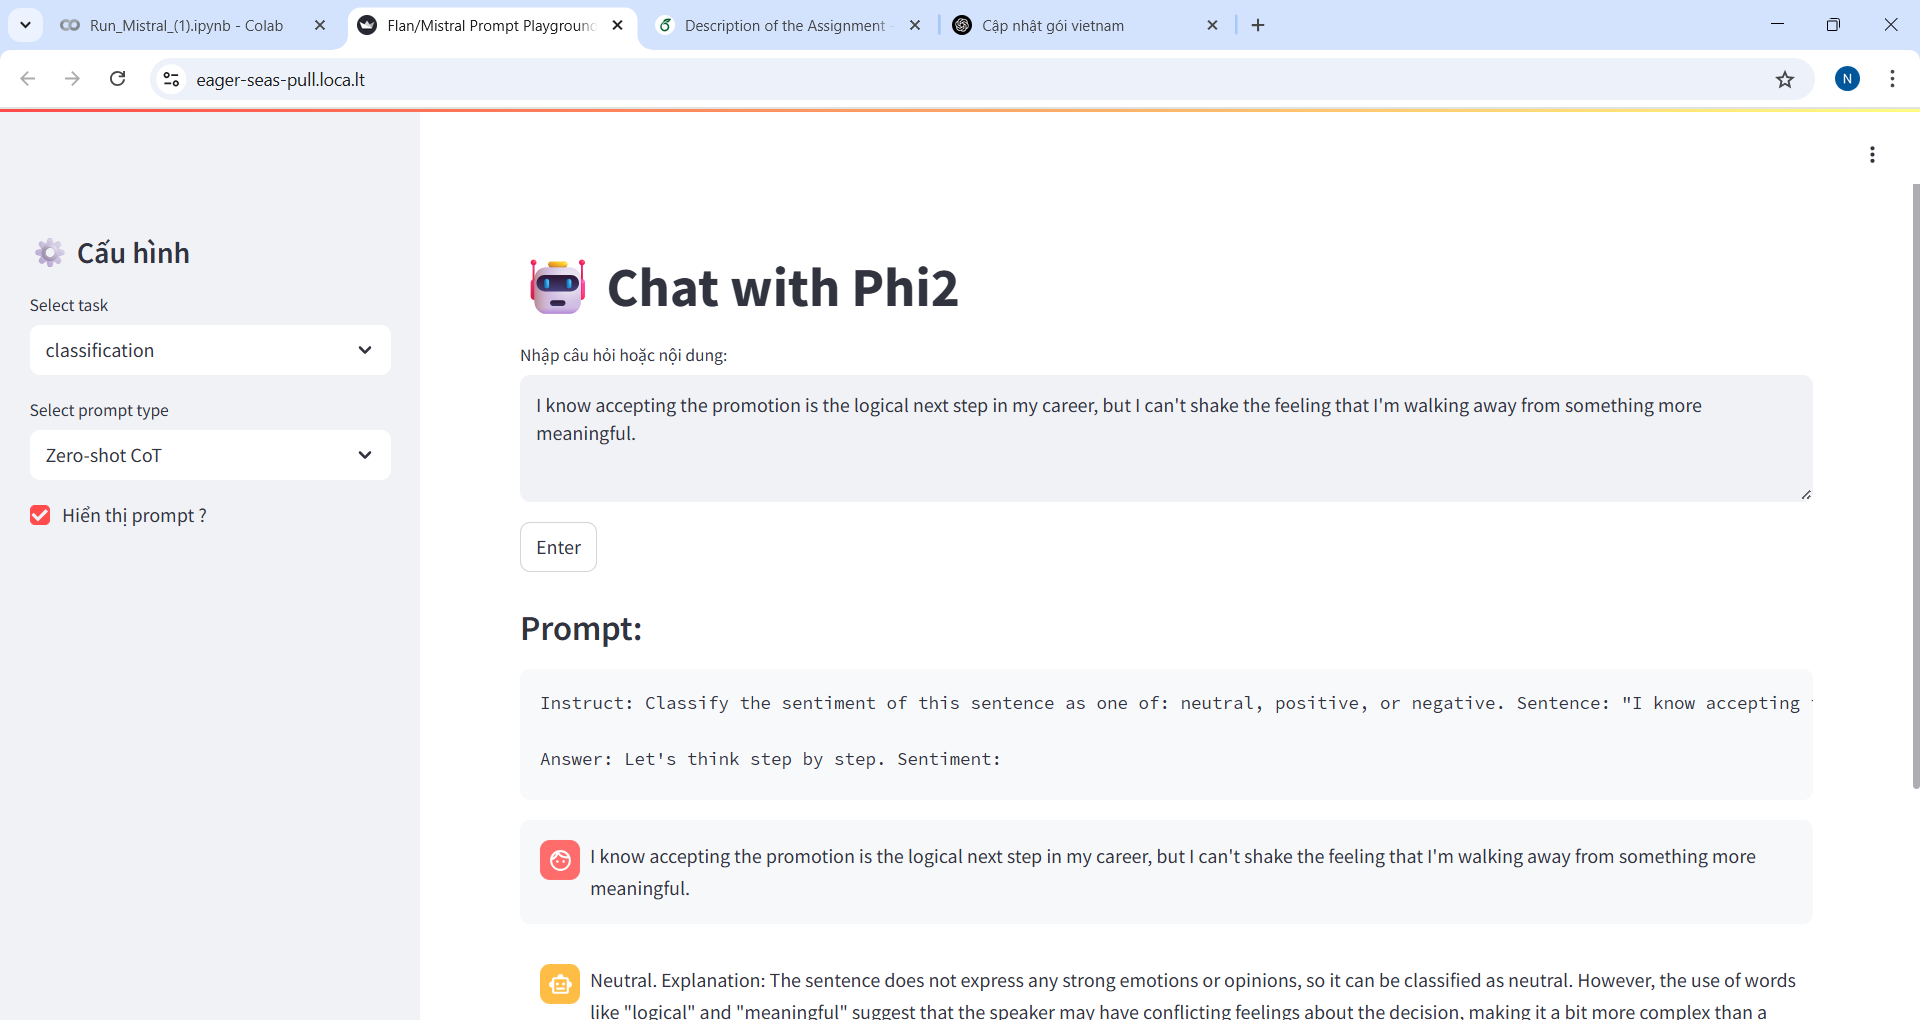 Run_Mistral_(1).ipynb - Colab
Flan/Mistral Prompt Playground
Description of the Assignment -
Cập nhật gói vietnam
eager-seas-pull.loca.lt
N
Cấu hình
Select task
classification
Select prompt type
Zero-shot CoT
Hiển thị prompt ?
Chat with Phi2
Nhập câu hỏi hoặc nội dung:
I know accepting the promotion is the logical next step in my career, but I can't shake the feeling that I'm walking away from something more
meaningful.
Enter
Prompt:
Instruct: Classify the sentiment of this sentence as one of: neutral, positive, or negative. Sentence: "I know accepting
Answer: Let's think step by step. Sentiment:
I know accepting the promotion is the logical next step in my career, but I can't shake the feeling that I'm walking away from something more
meaningful.
Neutral. Explanation: The sentence does not express any strong emotions or opinions, so it can be classified as neutral. However, the use of words
like "logical" and "meaningful" suggest that the speaker may have conflicting feelings about the decision, making it a bit more complex than a